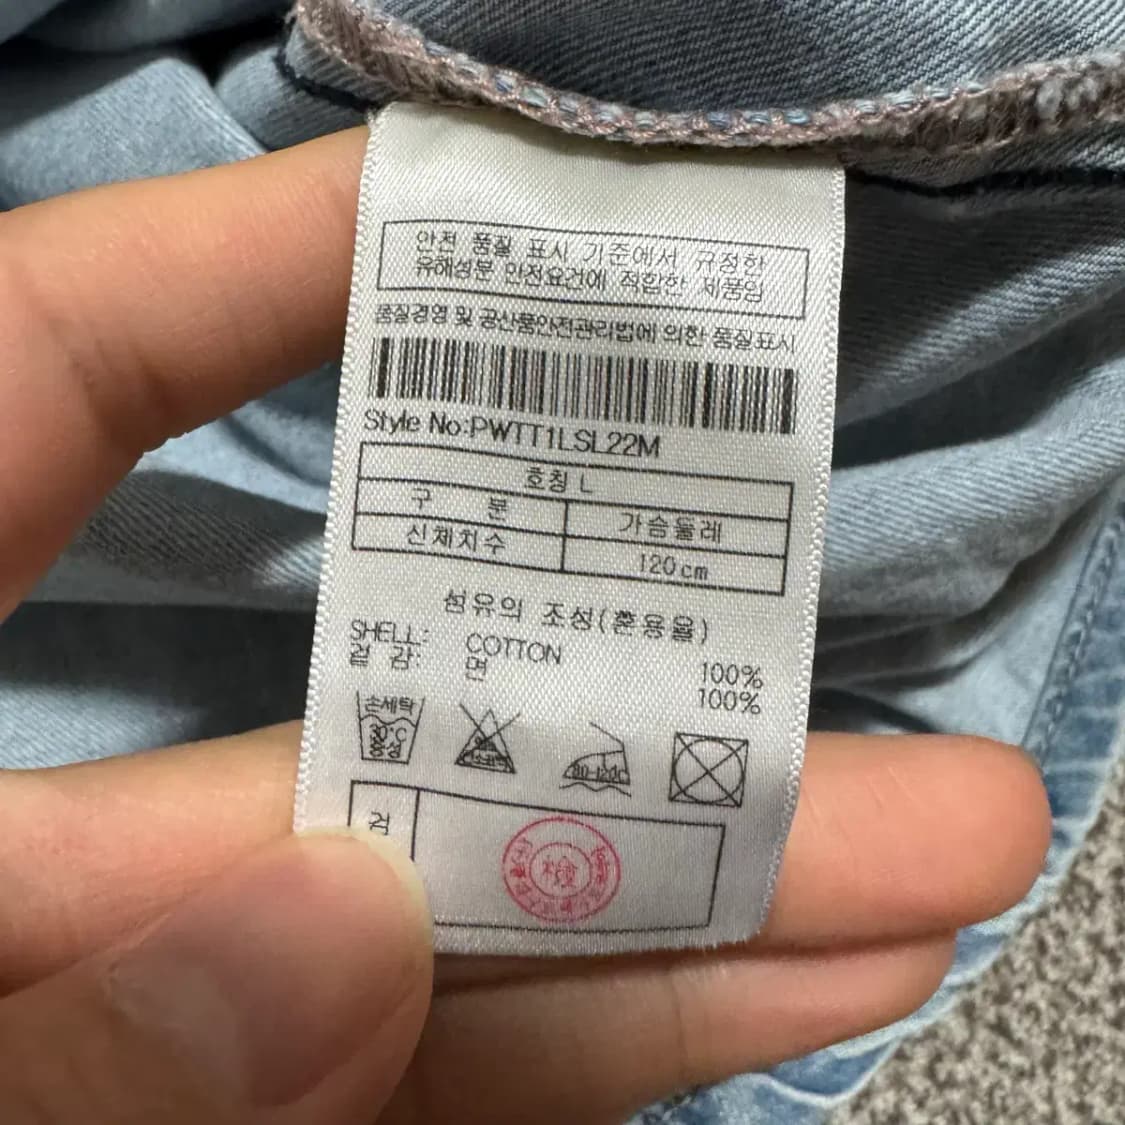 안전 품질 표시 기준에서 규정한
유해성분 안전요건에 적합한 제품임
품질경영 및 공산품안전관리법에 의한 품질표시
Style No:PWTT1LSL22M
호칭 L
구 분 가슴둘레
신체치수 120cm
섬유의 조성(혼용율)
SHELL: COTTON 100%
겉 감: 면 100%
손세탁
30°C
중성
80-120C
검
檢